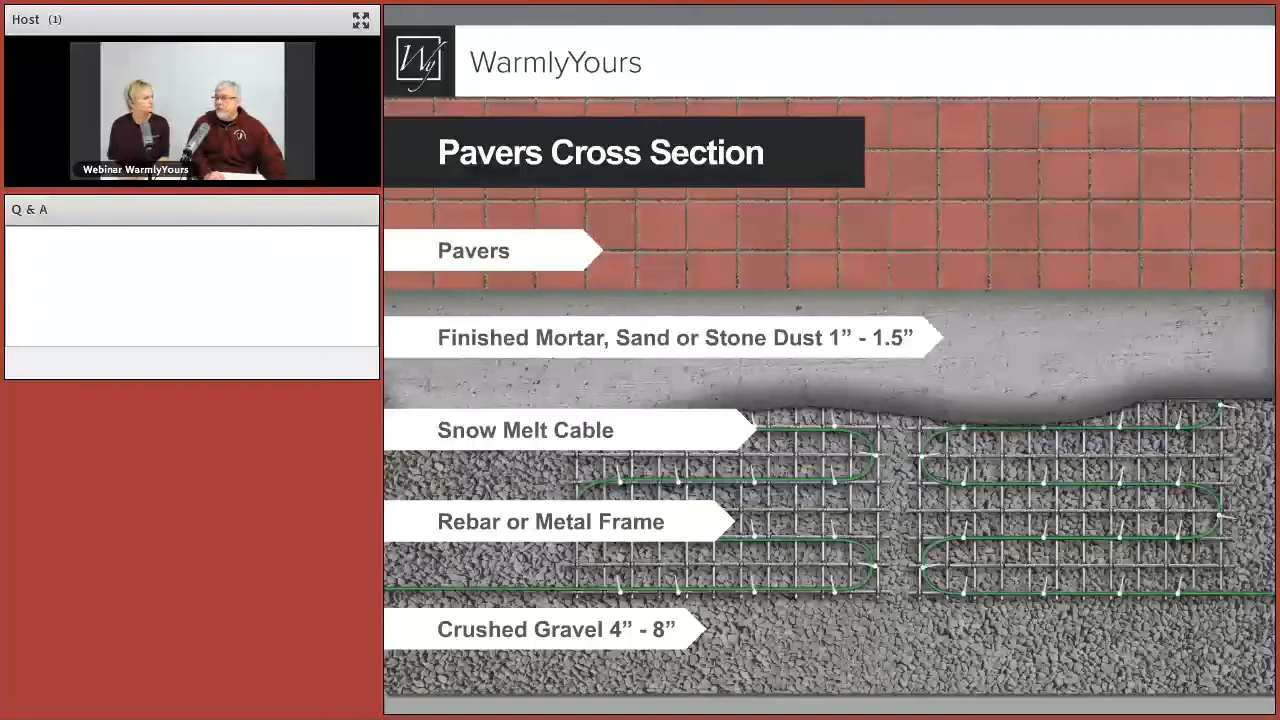 Host (1)
Webinar WarmlyYours
Q & A
Wy
WarmlyYours
Pavers Cross Section
Pavers
Finished Mortar, Sand or Stone Dust 1” - 1.5”
Snow Melt Cable
Rebar or Metal Frame
Crushed Gravel 4” - 8”